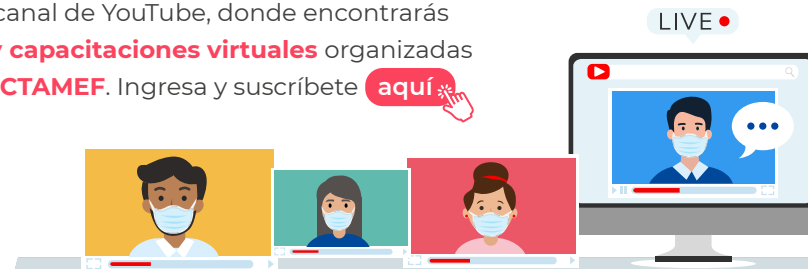 canal de YouTube, donde encontrarás
y capacitaciones virtuales organizadas
CTAMEF. Ingresa y suscríbete aquí
LIVE